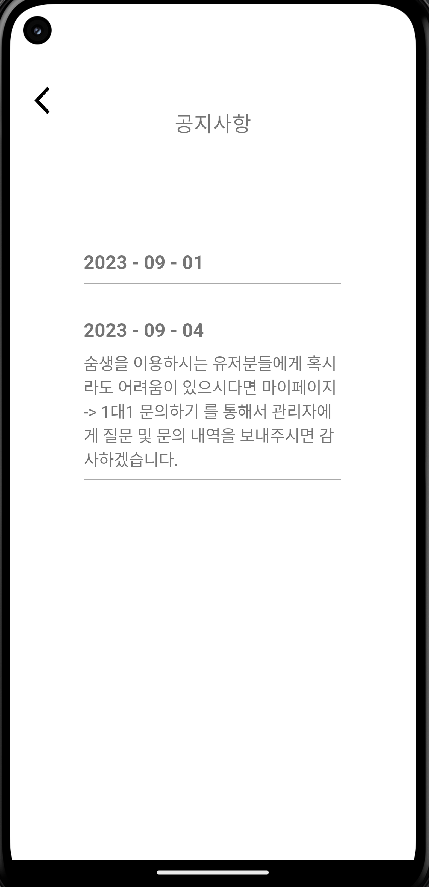 공지사항
2023 - 09 - 01
2023 - 09 - 04
숨생을 이용하시는 유저분들에게 혹시
라도 어려움이 있으시다면 마이페이지
-> 1대1 문의하기 를 통해서 관리자에
게 질문 및 문의 내역을 보내주시면 감
사하겠습니다.